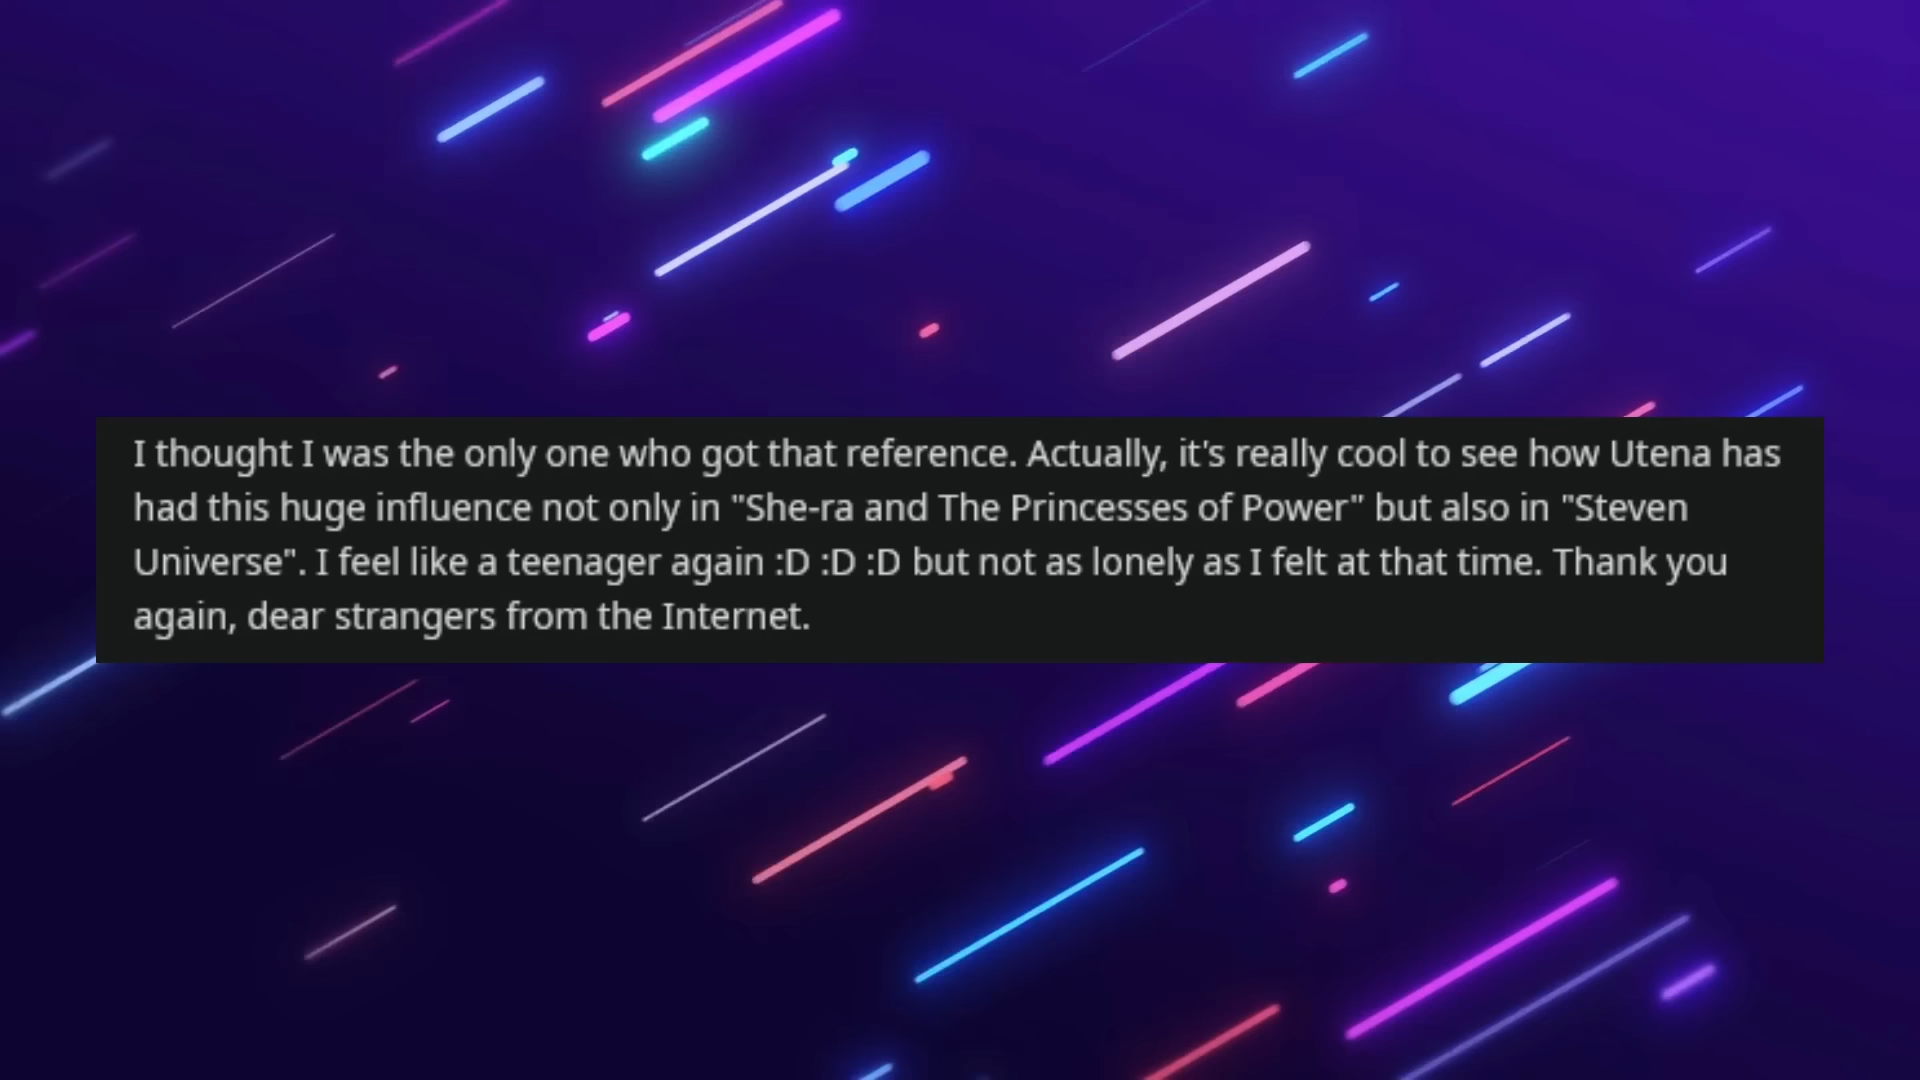 I thought I was the only one who got that reference. Actually, it's really cool to see how Utena has
had this huge influence not only in "She-ra and The Princesses of Power" but also in "Steven
Universe". I feel like a teenager again :D :D :D but not as lonely as I felt at that time. Thank you
again, dear strangers from the Internet.